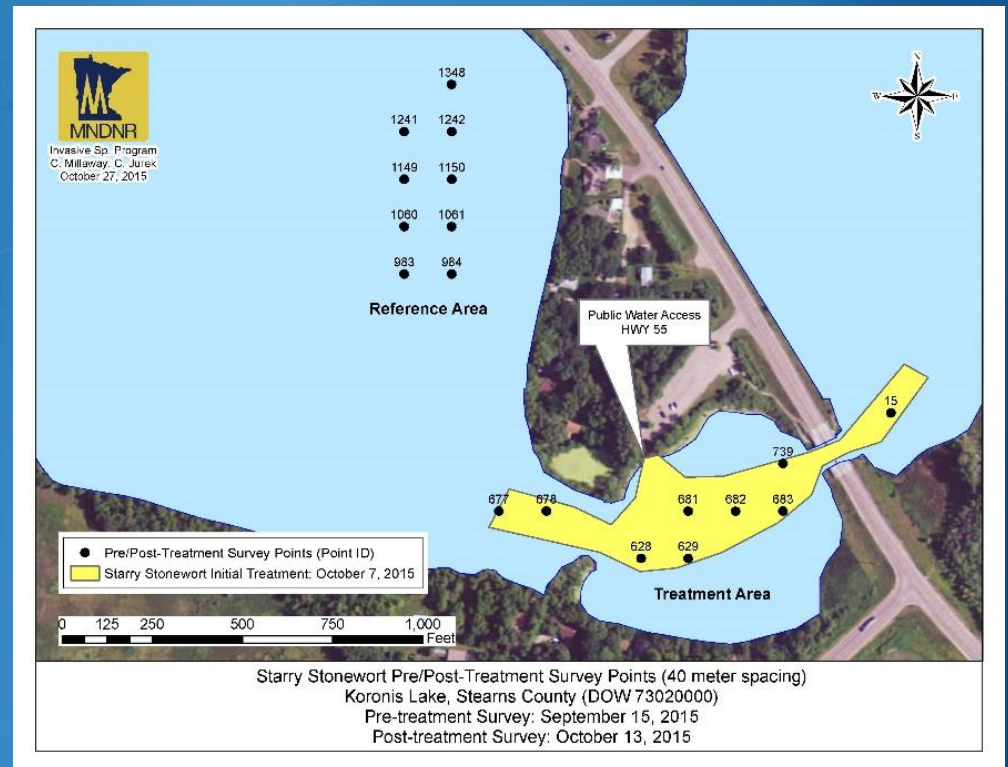 MNDNR
Invasive Sp. Program
C. Millaway, C. Jurek
October 27, 2015
N
W E
S
1348
1241 1242
1149 1150
1060 1061
983 984
Reference Area
Public Water Access
HWY 55
15
739
677 678 681 682 683
628 629
Treatment Area
Pre/Post-Treatment Survey Points (Point ID)
Starry Stonewort Initial Treatment: October 7, 2015
0 125 250 500 750 1,000
Feet
Starry Stonewort Pre/Post-Treatment Survey Points (40 meter spacing)
Koronis Lake, Stearns County (DOW 73020000)
Pre-treatment Survey: September 15, 2015
Post-treatment Survey: October 13, 2015